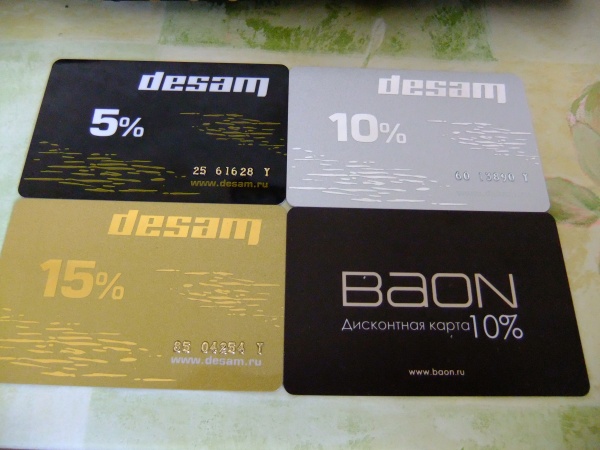 desam
5%
25 61628 Y
www.desam.ru
desam
10%
desam
15%
www.desam.ru
BAON
Дисконтная карта 10%
www.baon.ru